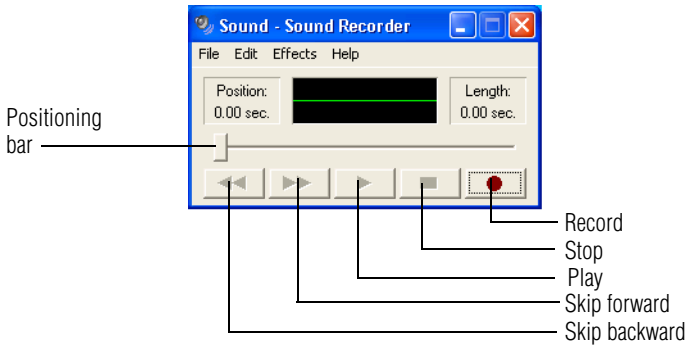 Sound - Sound Recorder
File Edit Effects Help
Position:
0.00 sec.
Length:
0.00 sec.
Positioning
bar
Record
Stop
Play
Skip forward
Skip backward